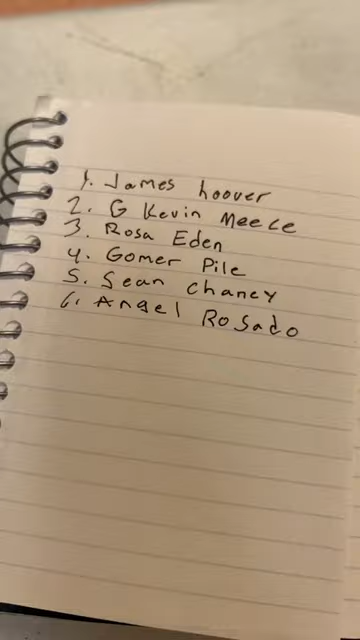 1. James hoover
2. G Kevin Meece
3. Rosa Eden
4. Gomer Pile
5. Sean Chaney
6. Angel Rosado